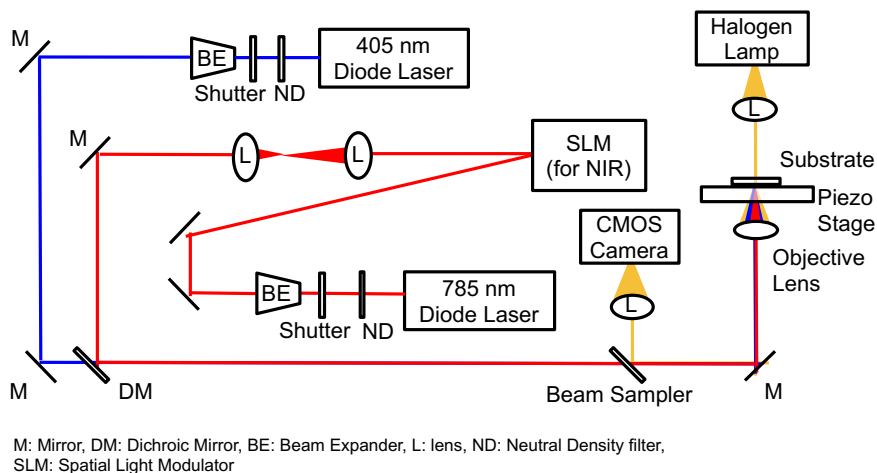 M
BE
Shutter
ND
405 nm
Diode Laser
Halogen
Lamp
L
M
L
L
SLM
(for NIR)
Substrate
Piezo
Stage
CMOS
Camera
Objective
Lens
L
BE
Shutter
ND
785 nm
Diode Laser
M
DM
Beam Sampler
M
M: Mirror, DM: Dichroic Mirror, BE: Beam Expander, L: lens, ND: Neutral Density filter,
SLM: Spatial Light Modulator